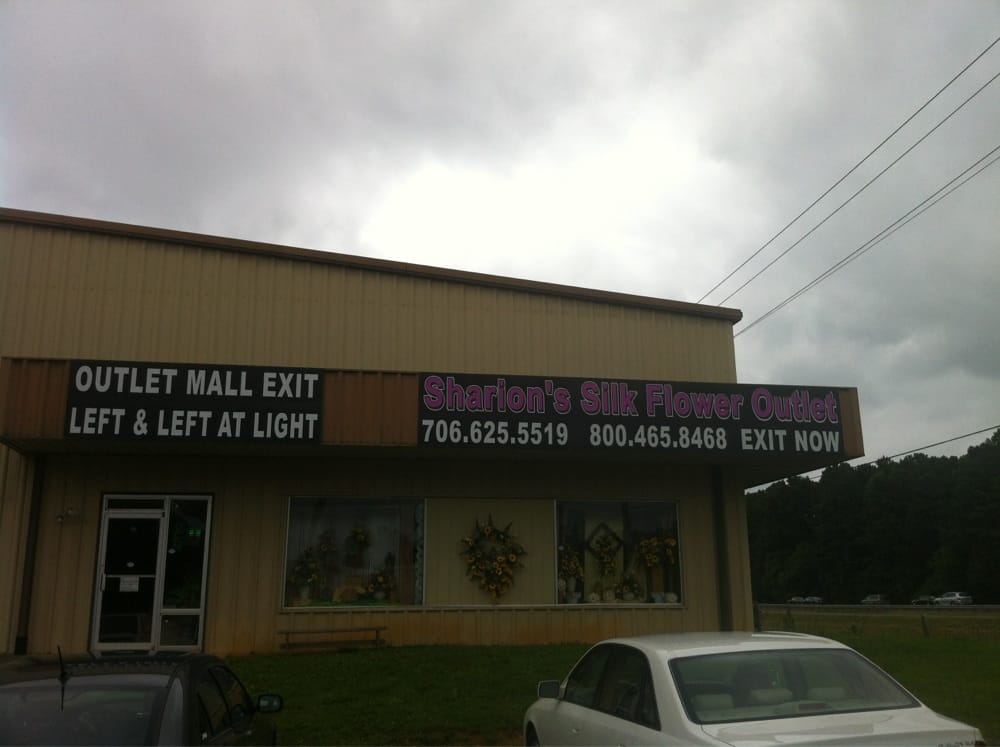 OUTLET MALL EXIT
LEFT & LEFT AT LIGHT
Sharion's Silk Flower Outlet
706.625.5519 800.465.8468 EXIT NOW